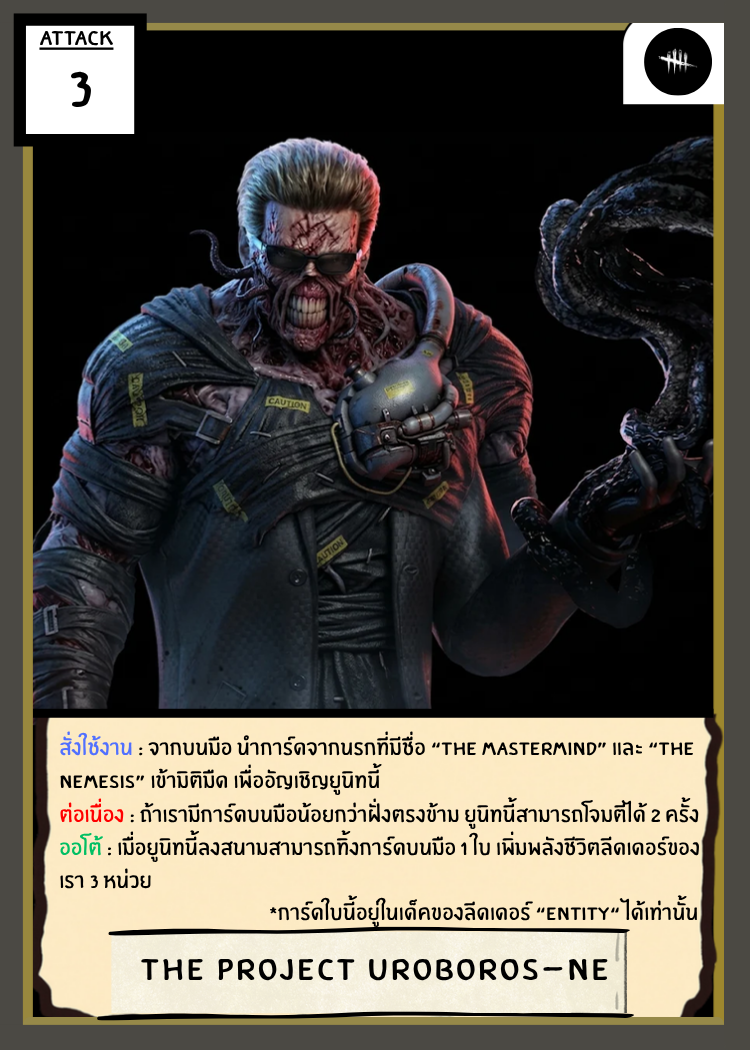 ATTACK
3
CAUTION
CAUTION
สั่งใช้งาน : จากบนมือ นำการ์ดจากนรกที่มีชื่อ “THE MASTERMIND” และ “THE
NEMESIS” เข้ามิติมืด เพื่ออัญเชิญยูนิทนี้
ต่อเนื่อง : ถ้าเรามีการ์ดบนมือน้อยกว่าฝั่งตรงข้าม ยูนิทนี้สามารถโจมตีได้ 2 ครั้ง
ออโต้ : เมื่อยูนิทนี้ลงสนามสามารถทิ้งการ์ดบนมือ 1 ใบ เพิ่มพลังชีวิตลีดเดอร์ของ
เรา 3 หน่วย
*การ์ดใบนี้อยู่ในเด็คของลีดเดอร์ “ENTITY“ ได้เท่านั้น
THE PROJECT UROBOROS-NE